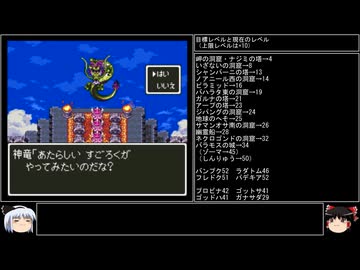 目標レベルと現在のレベル
(上限レベルは+10)
岬の洞窟・ナジミの塔→4
いざないの洞窟→8
シャンパーニの塔→13
ノアニール西の洞窟→14
ピラミッド→16
バハラタ東の洞窟→19
ガルナの塔→21
アープの塔→23
ジパングの洞窟→24
地球のへそ→25
サマンオサ南の洞窟→26
幽霊船→28
ネクロゴンドの洞窟→32
バラモスの城→34
(ゾーマ→45)
(しんりゅう→50)
バンブク52 ラダトム46
フレドク51 バデキア52
プロピナ42 ゴットサ41
ゴッドハ41 ガナサダ29
はい
いいえ
神竜「あたらしい すごろくが
やってみたいのだな?